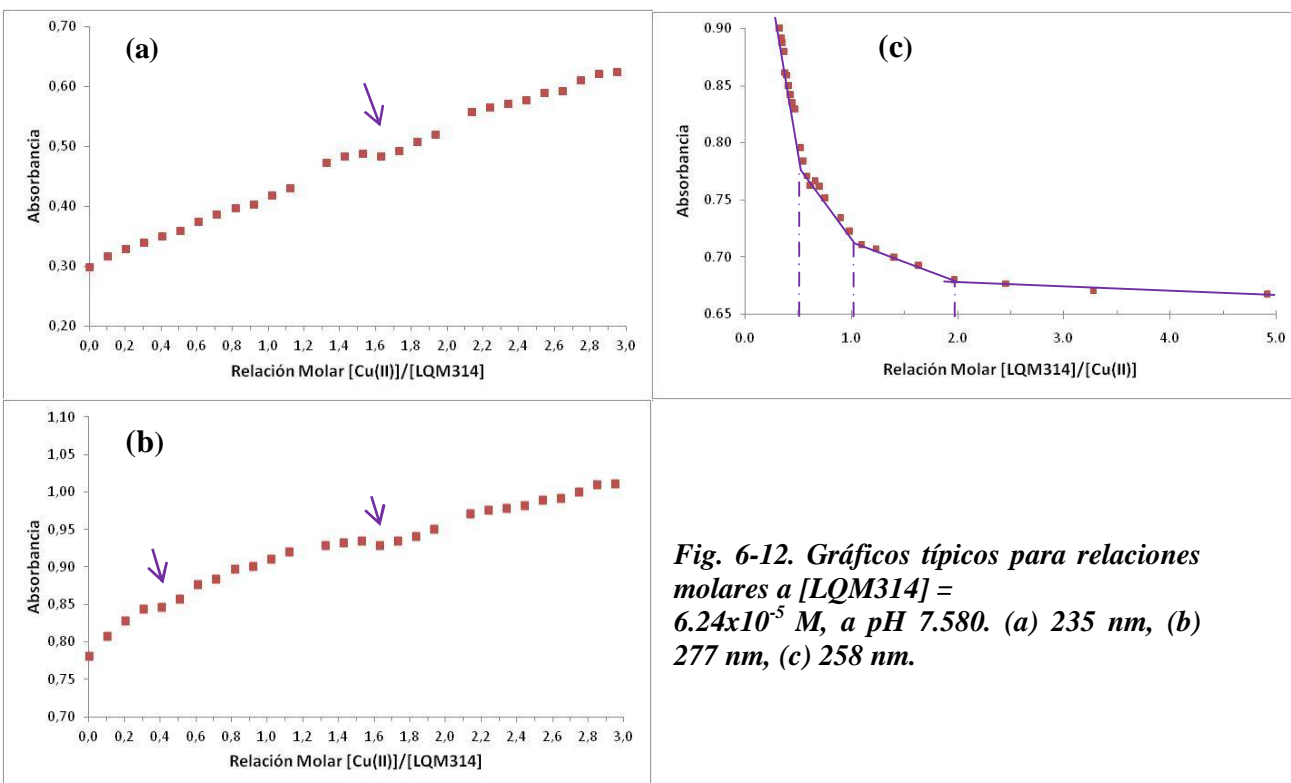 (a)
0,70
0,60
0,50
0,40
0,30
0,20
Absorbancia
0,0 0,2 0,4 0,6 0,8 1,0 1,2 1,4 1,6 1,8 2,0 2,2 2,4 2,6 2,8 3,0
Relación Molar [Cu(II)]/[LQM314]
(c)
0.90
0.85
0.80
0.75
0.70
0.65
Absorbancia
0.0 1.0 2.0 3.0 4.0 5.0
Relación Molar [LQM314]/[Cu(II)]
(b)
1,10
1,05
1,00
0,95
0,90
0,85
0,80
0,75
0,70
Absorbancia
0,0 0,2 0,4 0,6 0,8 1,0 1,2 1,4 1,6 1,8 2,0 2,2 2,4 2,6 2,8 3,0
Relación Molar [Cu(II)]/[LQM314]
Fig. 6-12. Gráficos típicos para relaciones
molares a [LQM314] =
6.24x10⁻⁵ M, a pH 7.580. (a) 235 nm, (b)
277 nm, (c) 258 nm.